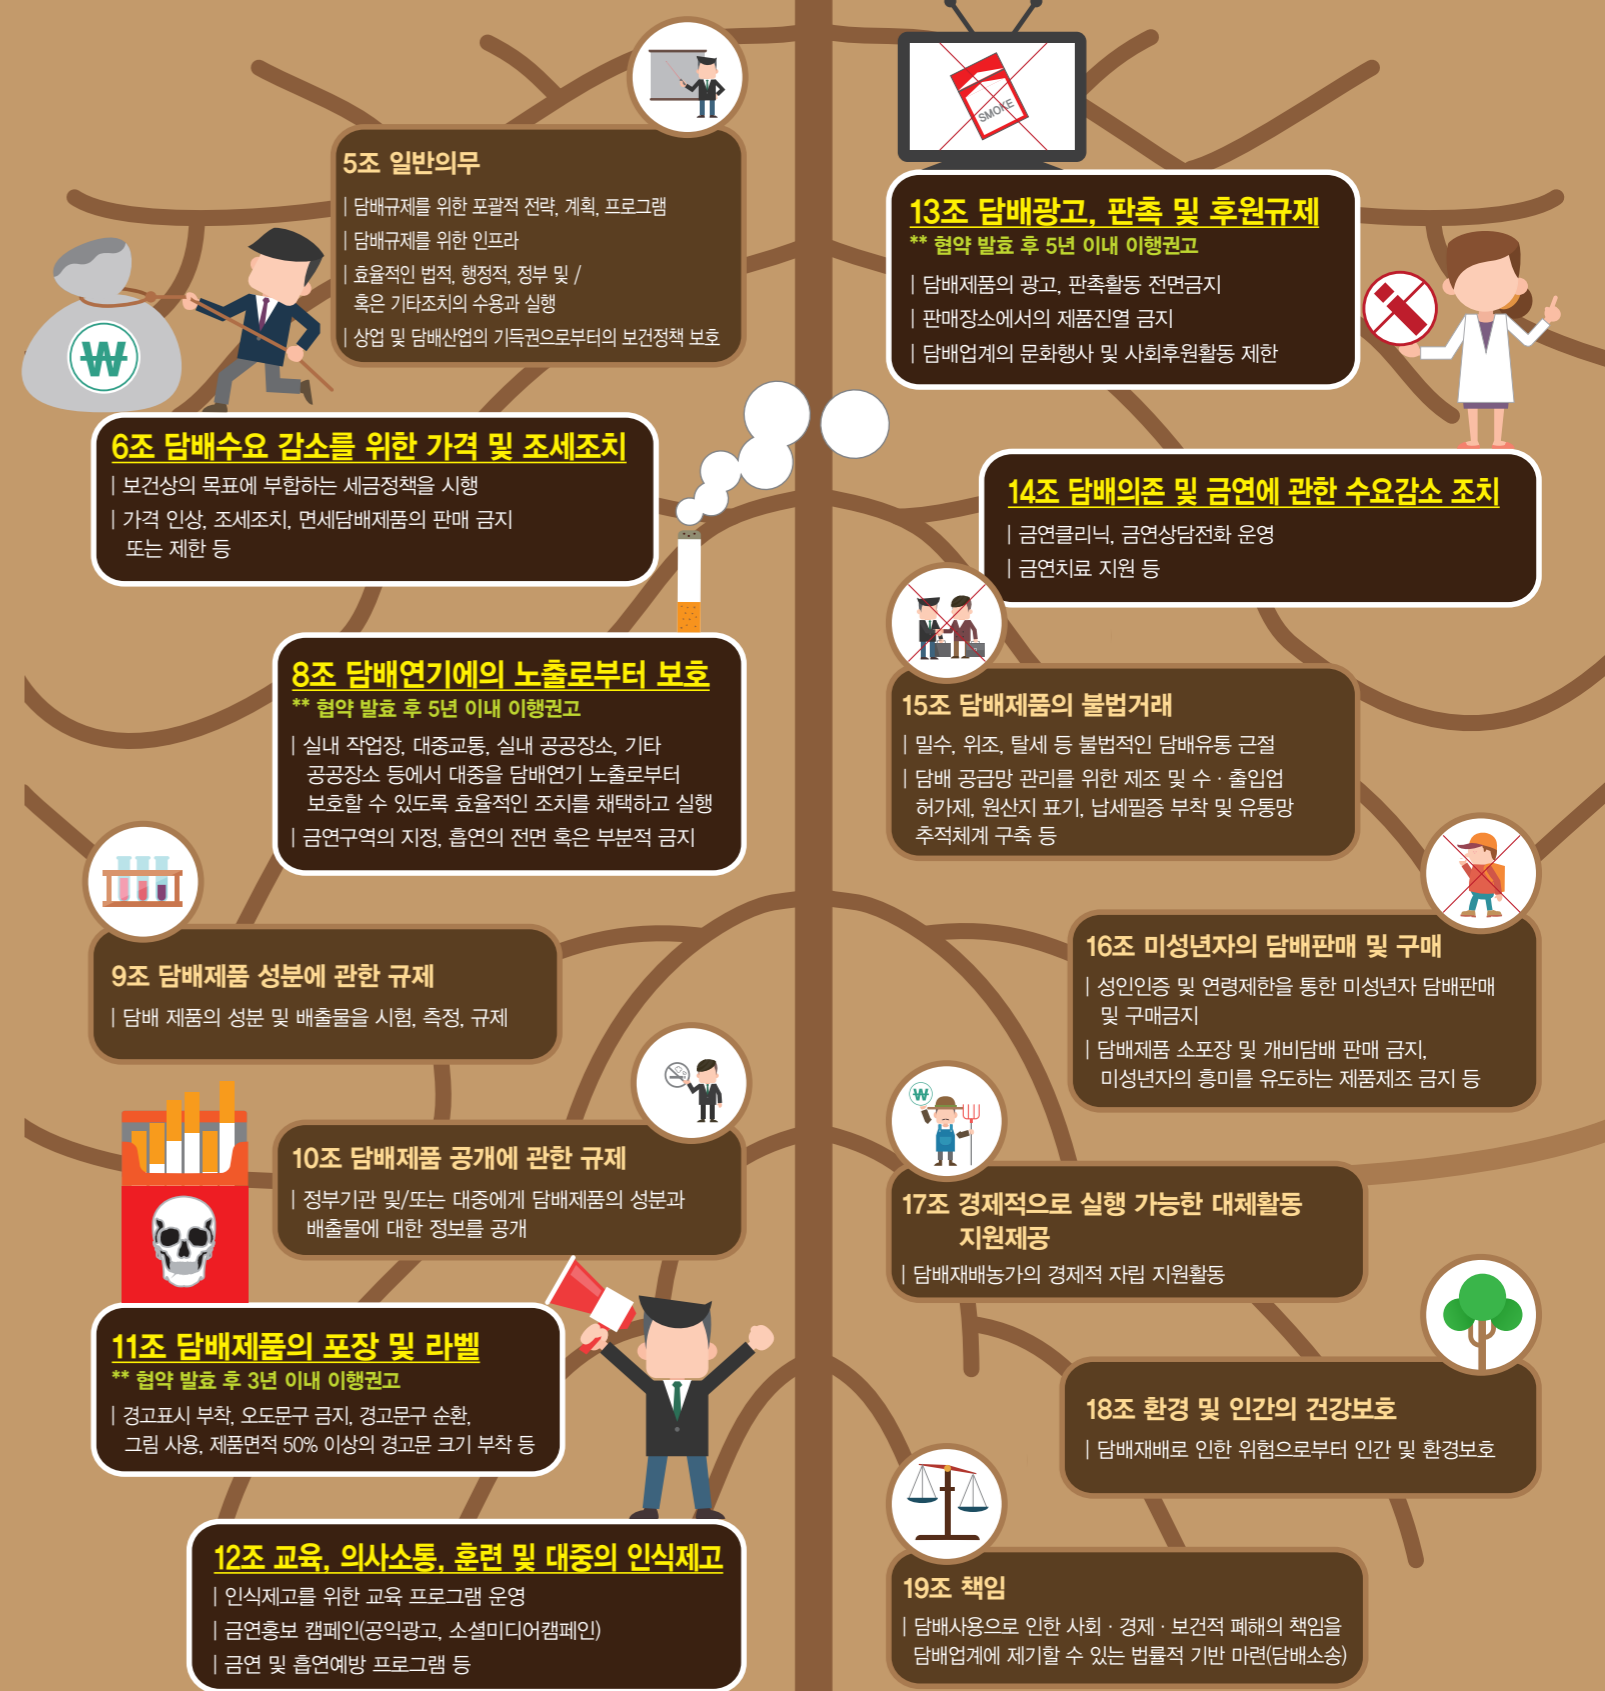 5조 일반의무
| 담배규제를 위한 포괄적 전략, 계획, 프로그램
| 담배규제를 위한 인프라
| 효율적인 법적, 행정적, 정부 및 /
혹은 기타조치의 수용과 실행
| 상업 및 담배산업의 기득권으로부터의 보건정책 보호
₩
6조 담배수요 감소를 위한 가격 및 조세조치
| 보건상의 목표에 부합하는 세금정책을 시행
| 가격 인상, 조세조치, 면세담배제품의 판매 금지
또는 제한 등
8조 담배연기에의 노출로부터 보호
** 협약 발효 후 5년 이내 이행권고
| 실내 작업장, 대중교통, 실내 공공장소, 기타
공공장소 등에서 대중을 담배연기 노출로부터
보호할 수 있도록 효율적인 조치를 채택하고 실행
| 금연구역의 지정, 흡연의 전면 혹은 부분적 금지
9조 담배제품 성분에 관한 규제
| 담배 제품의 성분 및 배출물을 시험, 측정, 규제
10조 담배제품 공개에 관한 규제
| 정부기관 및/또는 대중에게 담배제품의 성분과
배출물에 대한 정보를 공개
11조 담배제품의 포장 및 라벨
** 협약 발효 후 3년 이내 이행권고
| 경고표시 부착, 오도문구 금지, 경고문구 순환,
그림 사용, 제품면적 50% 이상의 경고문 크기 부착 등
12조 교육, 의사소통, 훈련 및 대중의 인식제고
| 인식제고를 위한 교육 프로그램 운영
| 금연홍보 캠페인(공익광고, 소셜미디어캠페인)
| 금연 및 흡연예방 프로그램 등
SMOKE
13조 담배광고, 판촉 및 후원규제
** 협약 발효 후 5년 이내 이행권고
| 담배제품의 광고, 판촉활동 전면금지
| 판매장소에서의 제품진열 금지
| 담배업계의 문화행사 및 사회후원활동 제한
14조 담배의존 및 금연에 관한 수요감소 조치
| 금연클리닉, 금연상담전화 운영
| 금연치료 지원 등
15조 담배제품의 불법거래
| 밀수, 위조, 탈세 등 불법적인 담배유통 근절
| 담배 공급망 관리를 위한 제조 및 수 · 출입업
허가제, 원산지 표기, 납세필증 부착 및 유통망
추적체계 구축 등
16조 미성년자의 담배판매 및 구매
| 성인인증 및 연령제한을 통한 미성년자 담배판매
및 구매금지
| 담배제품 소포장 및 개비담배 판매 금지,
미성년자의 흥미를 유도하는 제품제조 금지 등
₩
17조 경제적으로 실행 가능한 대체활동
지원제공
| 담배재배농가의 경제적 자립 지원활동
18조 환경 및 인간의 건강보호
| 담배재배로 인한 위험으로부터 인간 및 환경보호
19조 책임
| 담배사용으로 인한 사회 · 경제 · 보건적 폐해의 책임을
담배업계에 제기할 수 있는 법률적 기반 마련(담배소송)